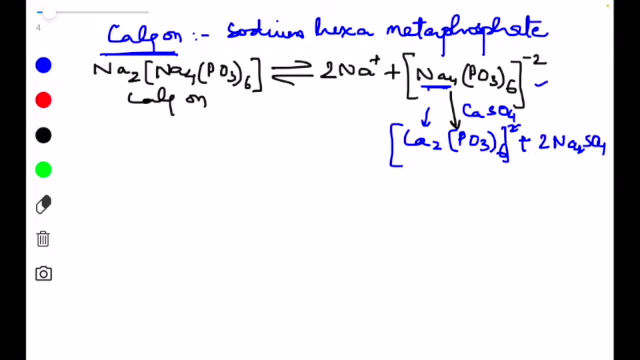 Calgon :- sodium hexa metaphosphate
4
Na2[Na4(PO3)6] ⇌ 2Na+ + [Na4(PO3)6]-2
Calgon
↓ ↓ CaSO4
[Ca2(PO3)6]2- + 2Na2SO4